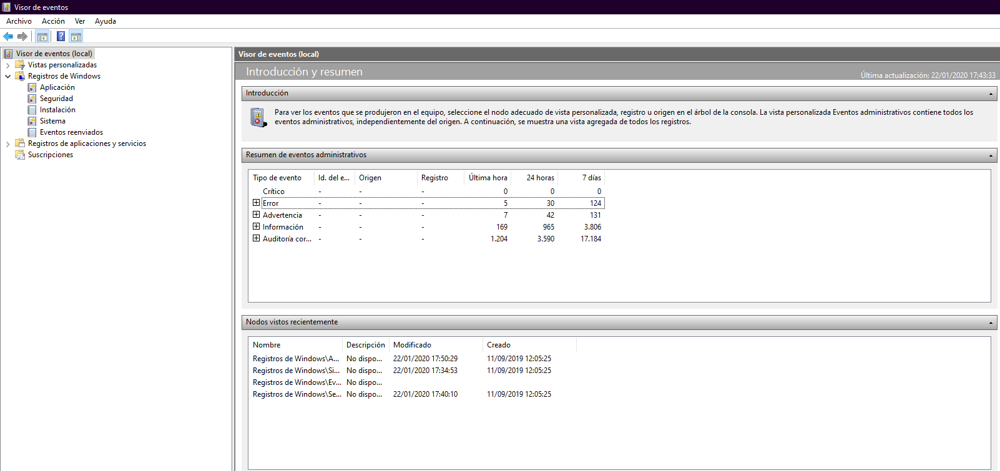 Visor de eventos
Archivo Acción Ver Ayuda
Visor de eventos (local)
Vistas personalizadas
Registros de Windows
Aplicación
Seguridad
Instalación
Sistema
Eventos reenviados
Registros de aplicaciones y servicios
Suscripciones
Visor de eventos (local)
Introducción y resumen Última actualización: 22/01/2020 17:43:33
Introducción
Para ver los eventos que se produjeron en el equipo, seleccione el nodo adecuado de vista personalizada, registro u origen en el árbol de la consola. La vista personalizada Eventos administrativos contiene todos los
eventos administrativos, independientemente del origen. A continuación, se muestra una vista agregada de todos los registros.
Resumen de eventos administrativos
Tipo de evento Id. del e... Origen Registro Última hora 24 horas 7 días
Crítico - - - 0 0 0
Error - - - 5 30 124
Advertencia - - - 7 42 131
Información - - - 169 965 3.806
Auditoría cor... - - - 1.204 3.590 17.184
Nodos vistos recientemente
Nombre Descripción Modificado Creado
Registros de Windows\A... No dispo... 22/01/2020 17:50:29 11/09/2019 12:05:25
Registros de Windows\Si... No dispo... 22/01/2020 17:34:53 11/09/2019 12:05:25
Registros de Windows\Ev... No dispo...
Registros de Windows\Se... No dispo... 22/01/2020 17:40:10 11/09/2019 12:05:25